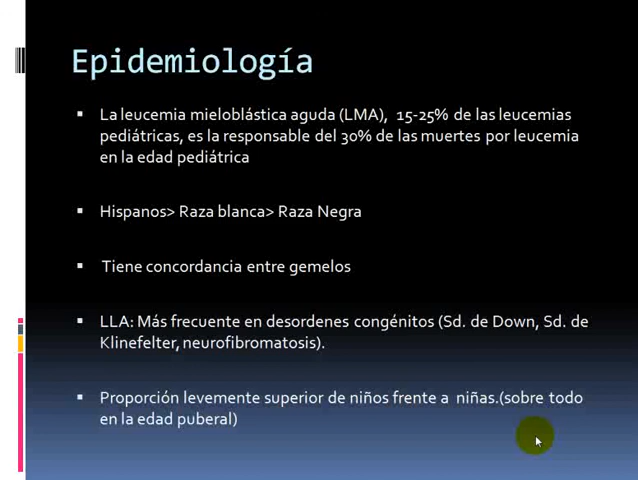 Epidemiología
La leucemia mieloblástica aguda (LMA), 15-25% de las leucemias
pediátricas, es la responsable del 30% de las muertes por leucemia
en la edad pediátrica
Hispanos> Raza blanca> Raza Negra
Tiene concordancia entre gemelos
LLA: Más frecuente en desordenes congénitos (Sd. de Down, Sd. de
Klinefelter, neurofibromatosis).
Proporción levemente superior de niños frente a niñas.(sobre todo
en la edad puberal)